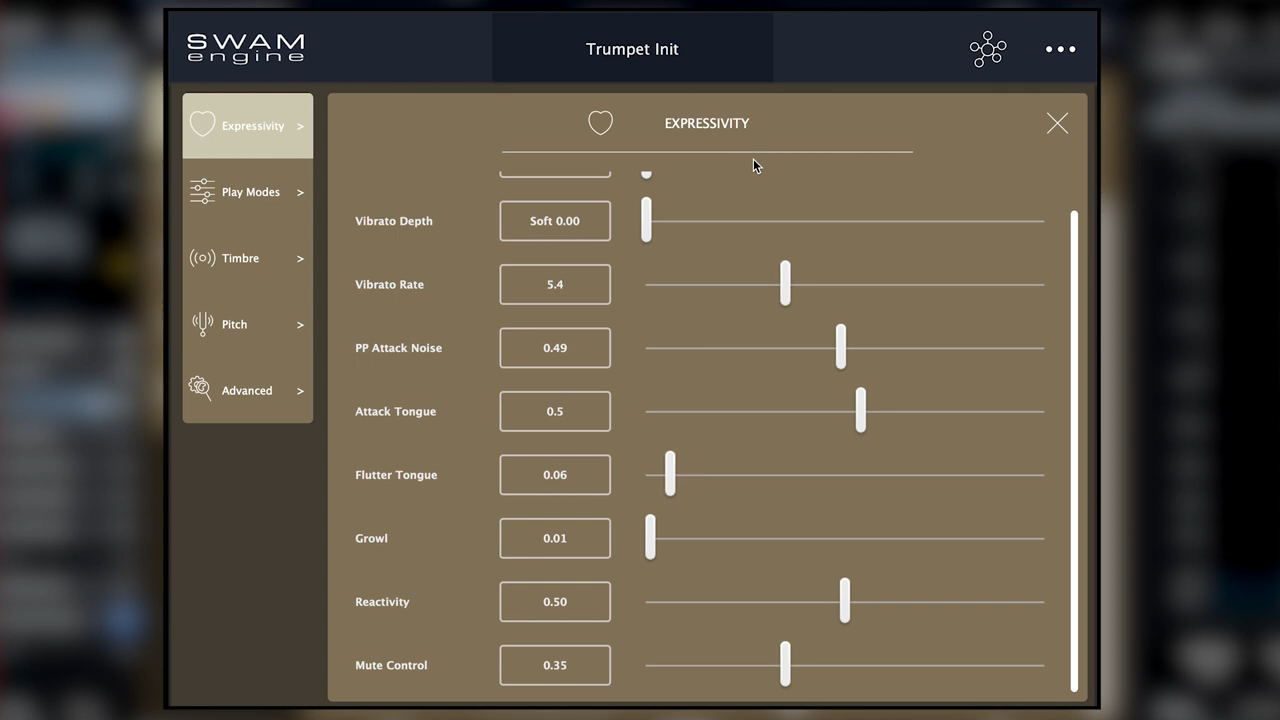 SWAM
engine
Trumpet Init
Expressivity >
Play Modes >
Timbre >
Pitch >
Advanced >
EXPRESSIVITY
Vibrato Depth Soft 0.00
Vibrato Rate 5.4
PP Attack Noise 0.49
Attack Tongue 0.5
Flutter Tongue 0.06
Growl 0.01
Reactivity 0.50
Mute Control 0.35